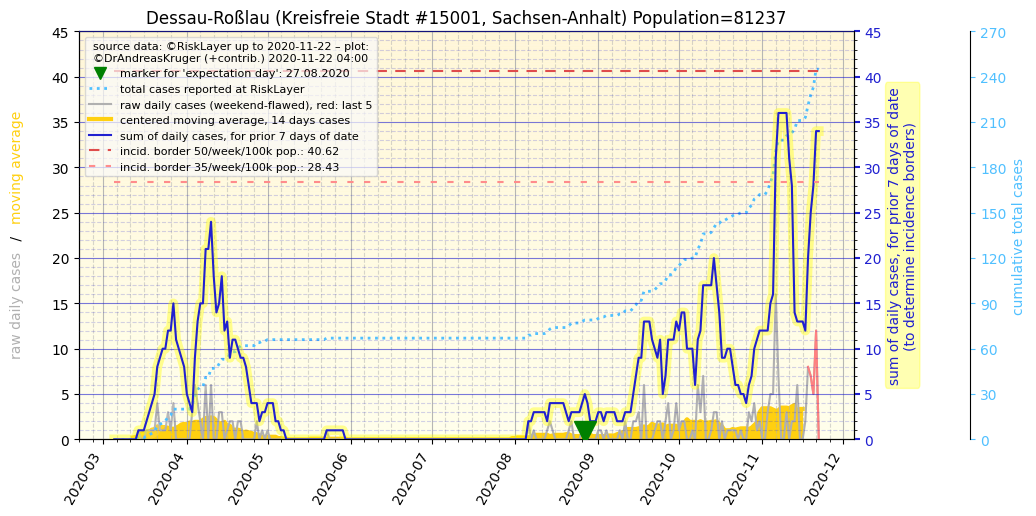 Dessau-Roßlau (Kreisfreie Stadt #15001, Sachsen-Anhalt) Population=81237
source data: ©RiskLayer up to 2020-11-22 – plot:
©DrAndreasKruger (+contrib.) 2020-11-22 04:00
marker for 'expectation day': 27.08.2020
total cases reported at RiskLayer
raw daily cases (weekend-flawed), red: last 5
centered moving average, 14 days cases
sum of daily cases, for prior 7 days of date
incid. border 50/week/100k pop.: 40.62
incid. border 35/week/100k pop.: 28.43
raw daily cases / moving average
45
40
35
30
25
20
15
10
5
0
2020-03
2020-04
2020-05
2020-06
2020-07
2020-08
2020-09
2020-10
2020-11
2020-12
45
40
35
30
25
20
15
10
5
0
sum of daily cases, for prior 7 days of date
(to determine incidence borders)
270
240
210
180
150
120
90
60
30
0
cumulative total cases